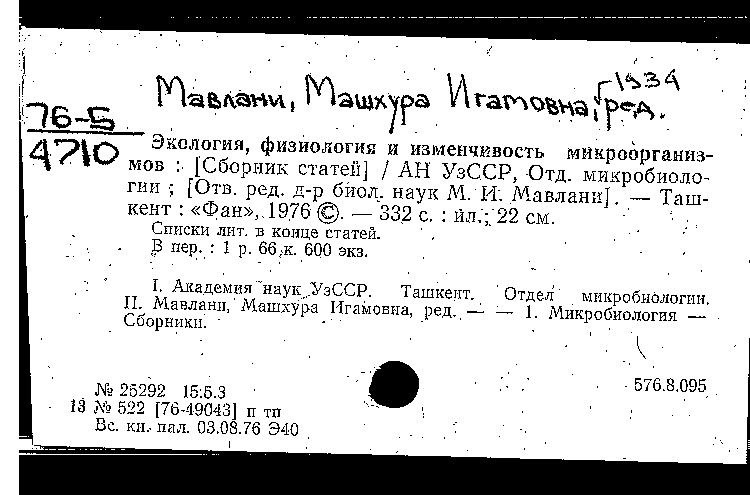 1934
Мавлани, Машхура Игамовна, ред.
76-5
4710
Экология, физиология и изменчивость микроорганиз-
мов : [Сборник статей] / АН УзССР, Отд. микробиоло-
гии ; [Отв. ред. д-р биол. наук М. И. Мавлани]. — Таш-
кент : «Фан», 1976 ©. — 332 с. : ил.; 22 см.
Списки лит. в конце статей.
В пер. : 1 р. 66 к. 600 экз.
I. Академия наук УзССР. Ташкент. Отдел микробиологии.
II. Мавлани, Машхура Игамовна, ред. — — 1. Микробиология —
Сборники.
№ 25292 15.5.3
576.8.095
13 № 522 [76-49043] п тп
Вс. кн. пал. 03.08.76 Э40